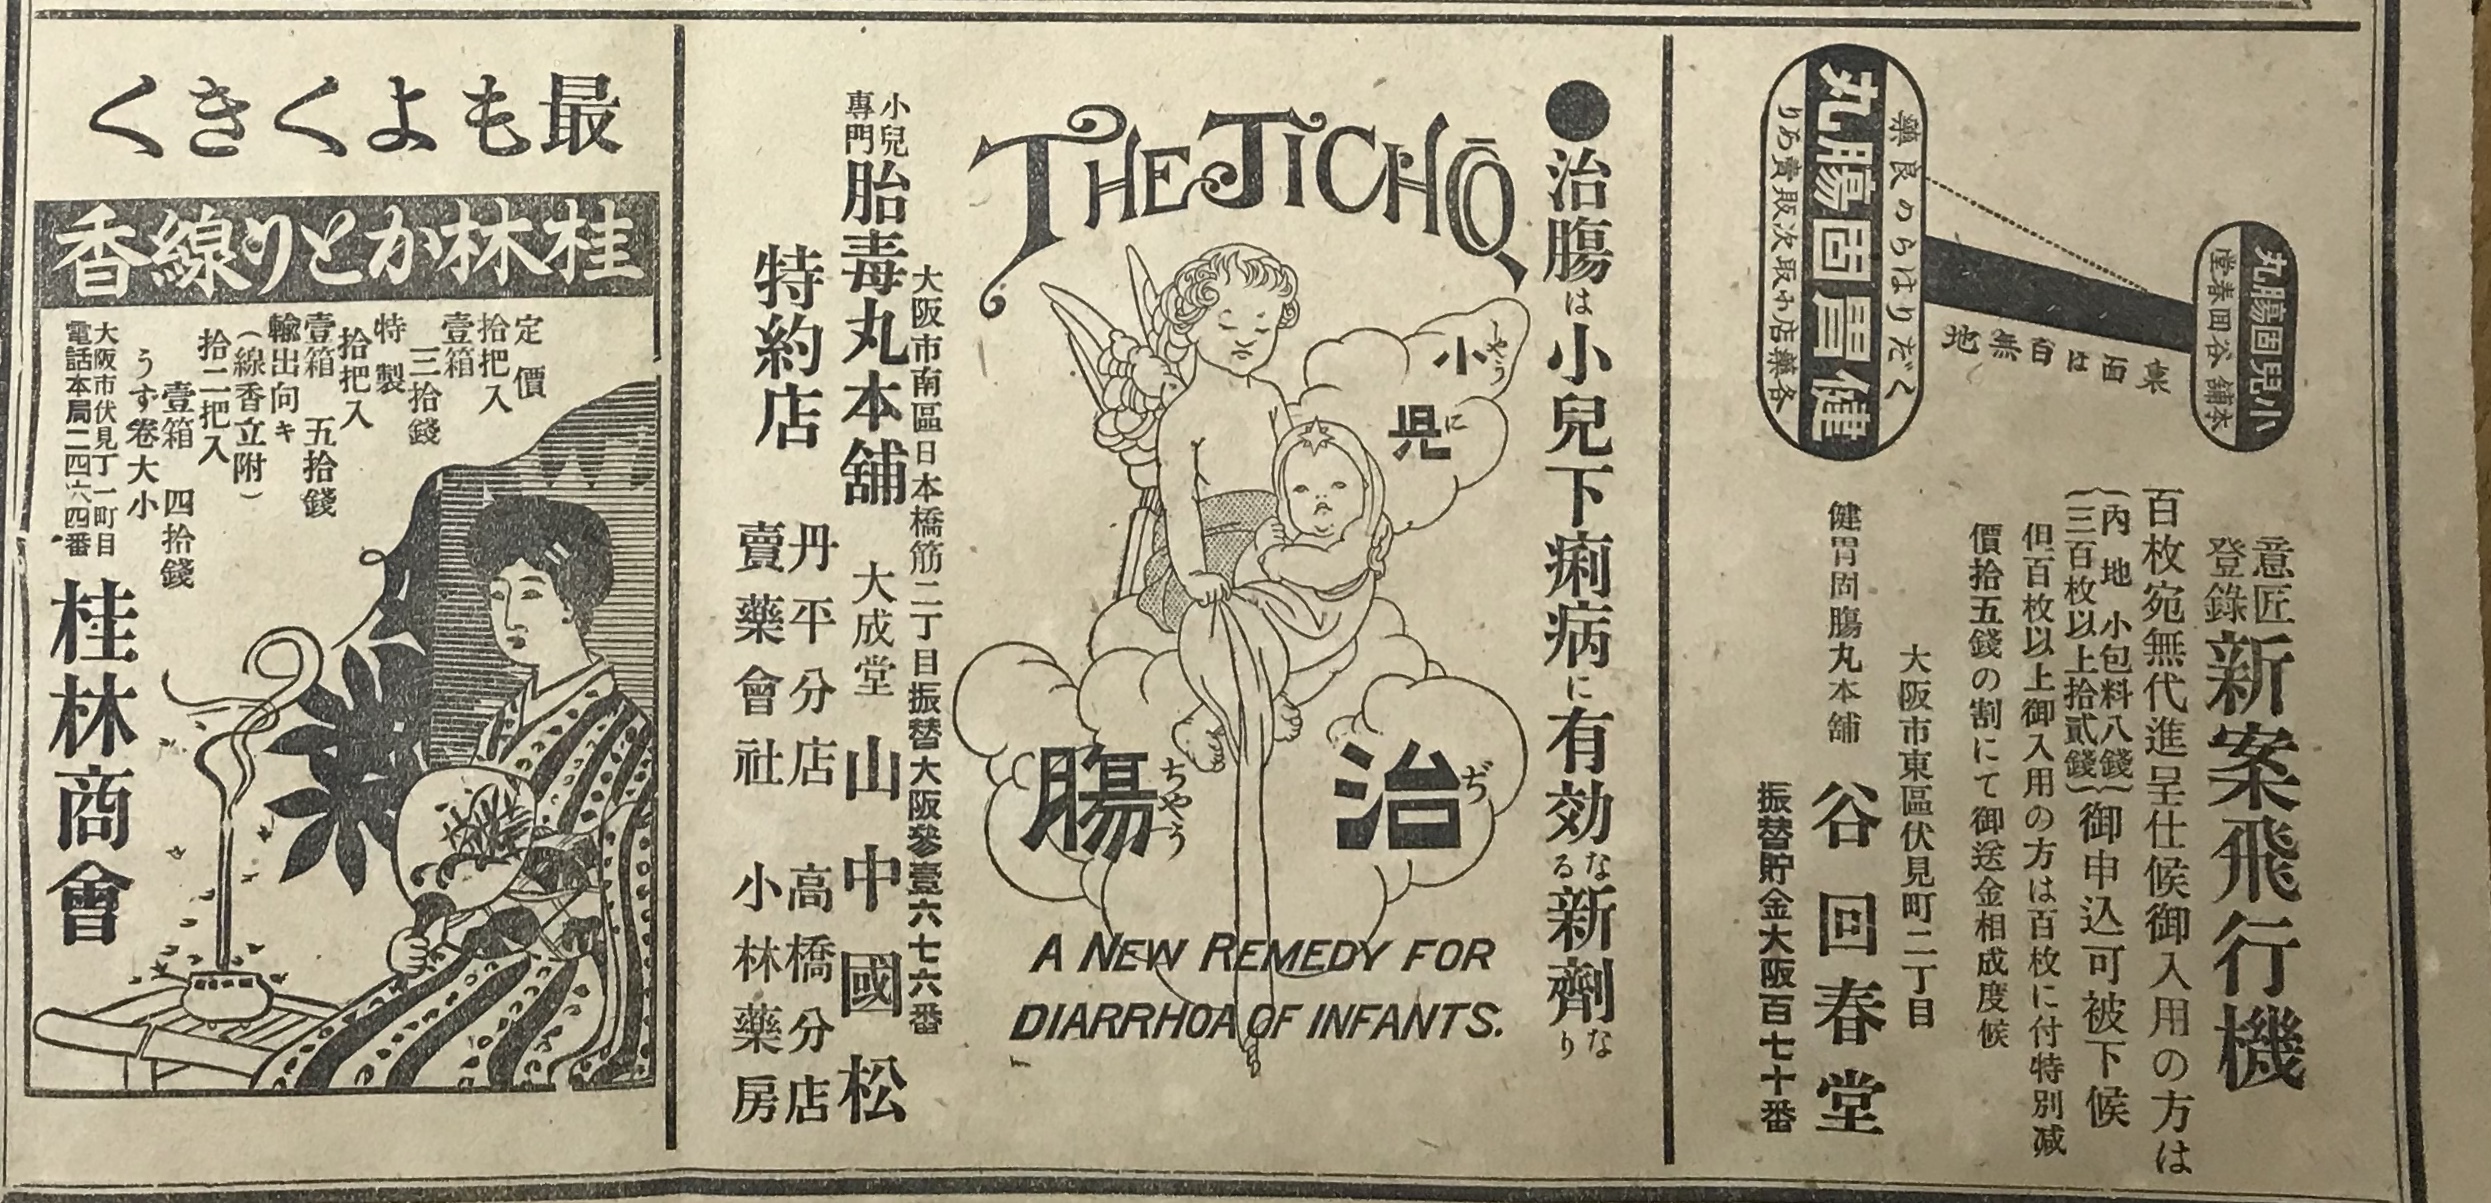 意匠登錄
新案飛行機
百枚宛無代進呈仕候御入用の方は
(內地 小包料八錢)
(三百枚以上拾貳錢)
御申込可被下候
但百枚以上御入用の方は百枚に付特別減
價拾五錢の割にて御送金相成度候
大阪市東區伏見町二丁目
健胃固腸丸本舖 谷回春堂
振替貯金大阪百七十番
小兒固腸丸
本舖 谷回春堂
裏面は白無地
くだりはらの良藥
健胃固腸丸
各藥店ゐ取次販賣あり
●治腸は小兒下痢病に有効なる新劑なり
THE JICHŌ
小せう
児に
治ぢ
腸ちやう
A NEW REMEDY FOR
DIARRHOA OF INFANTS.
大阪市南區日本橋筋二丁目振替大阪參壹六七六番
小兒專門 胎毒丸本舖 大成堂 山中國松
特約店
丹平分店 高橋分店
賣藥會社 小林藥房
最もよくきく
桂林かとり線香
定價
拾把入
壹箱 三拾錢
特製
拾把入
壹箱 五拾錢
輸出向キ
(線香立附)
拾二把入
壹箱 四拾錢
うず卷大小
大阪市伏見丁一町目
電話本局二四六四番
桂林商會